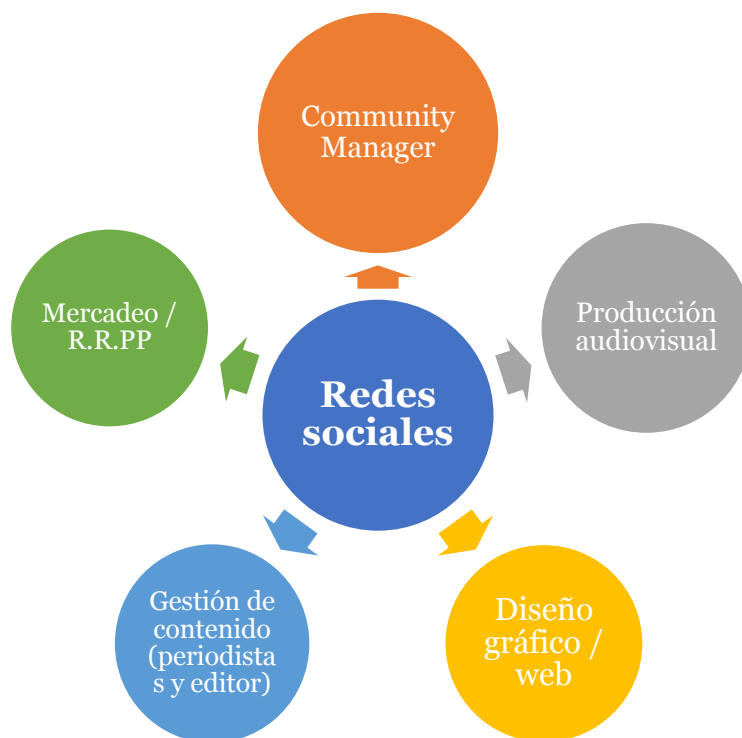 Community
Manager
Mercadeo /
R.R.PP
Producción
audiovisual
Redes
sociales
Gestión de
contenido
(periodista
s y editor)
Diseño
gráfico /
web